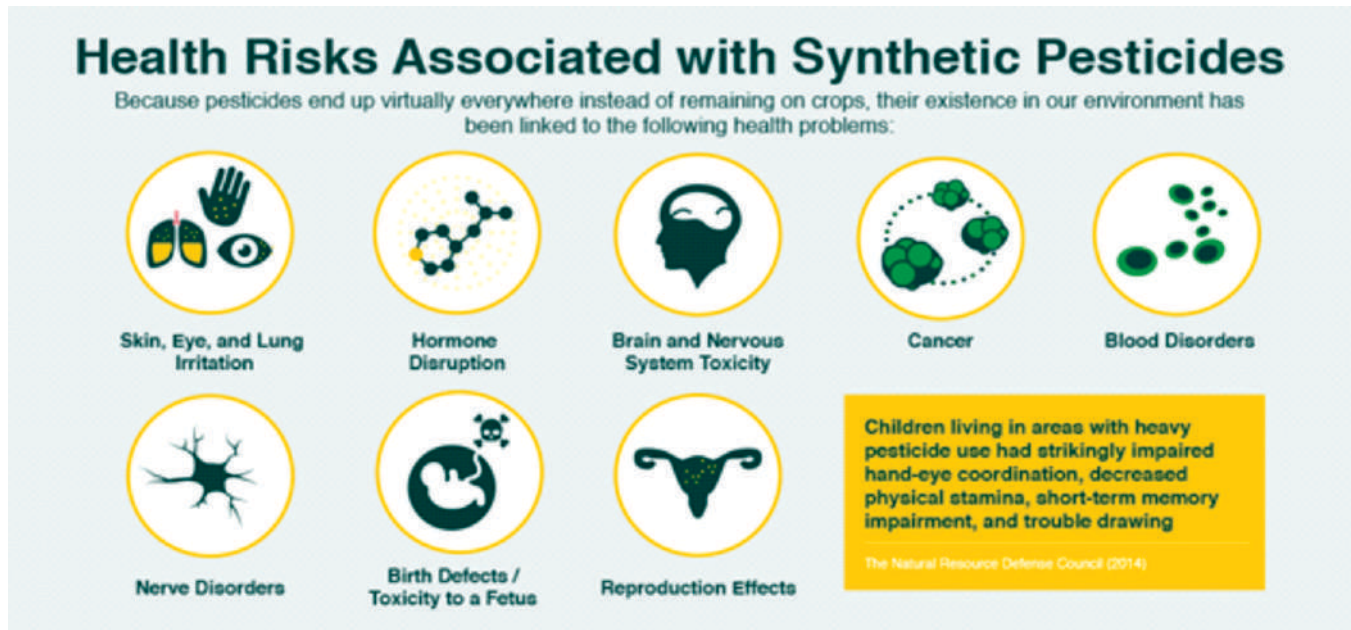 Health Risks Associated with Synthetic Pesticides
Because pesticides end up virtually everywhere instead of remaining on crops, their existence in our environment has
been linked to the following health problems:
Skin, Eye, and Lung
Irritation
Hormone
Disruption
Brain and Nervous
System Toxicity
Cancer
Blood Disorders
Nerve Disorders
Birth Defects /
Toxicity to a Fetus
Reproduction Effects
Children living in areas with heavy
pesticide use had strikingly impaired
hand-eye coordination, decreased
physical stamina, short-term memory
impairment, and trouble drawing
The Natural Resource Defense Council (2014)